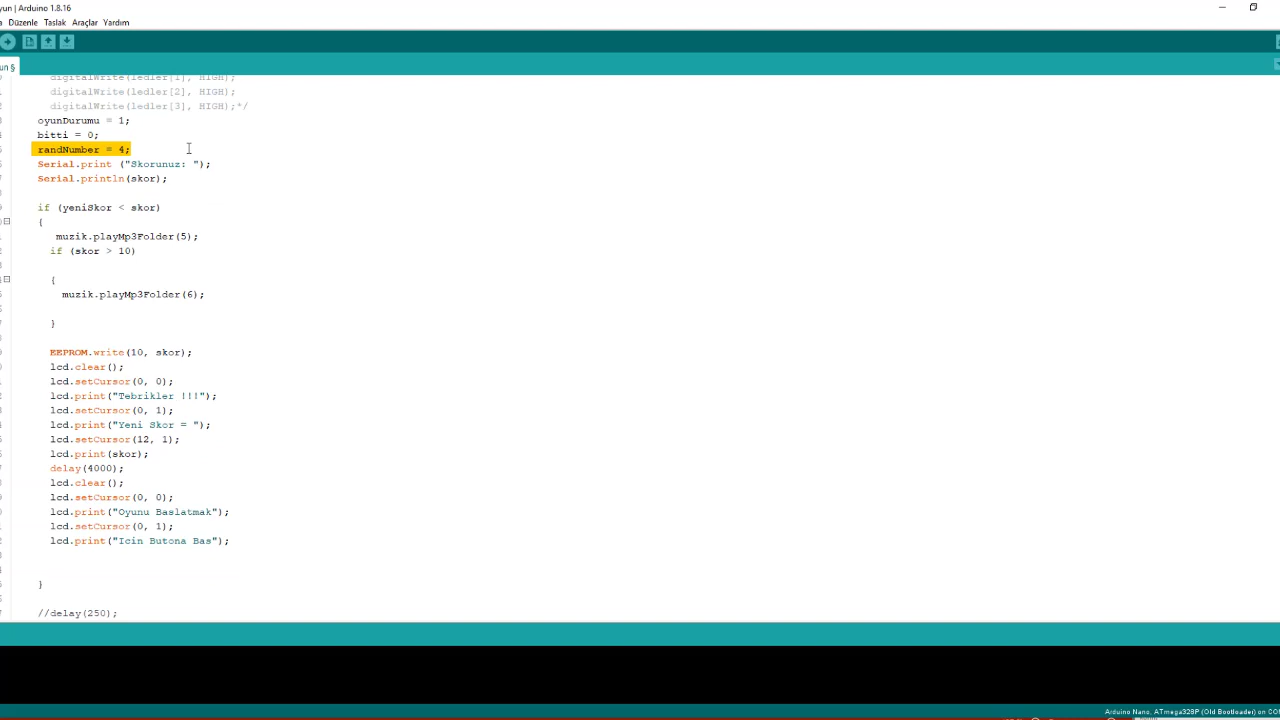 yun | Arduino 1.8.16
Düzenle Taslak Araçlar Yardım
un §
digitalWrite(ledler[1], HIGH);
digitalWrite(ledler[2], HIGH);
digitalWrite(ledler[3], HIGH);*/
oyunDurumu = 1;
bitti = 0;
randNumber = 4;
Serial.print ("Skorunuz: ");
Serial.println(skor);
if (yeniSkor < skor)
{
muzik.playMp3Folder(5);
if (skor > 10)
{
muzik.playMp3Folder(6);
}
EEPROM.write(10, skor);
lcd.clear();
lcd.setCursor(0, 0);
lcd.print("Tebrikler !!!");
lcd.setCursor(0, 1);
lcd.print("Yeni Skor = ");
lcd.setCursor(12, 1);
lcd.print(skor);
delay(4000);
lcd.clear();
lcd.setCursor(0, 0);
lcd.print("Oyunu Baslatmak");
lcd.setCursor(0, 1);
lcd.print("Icin Butona Bas");
}
//delay(250);
Arduino Nano, ATmega328P (Old Bootloader) on CO